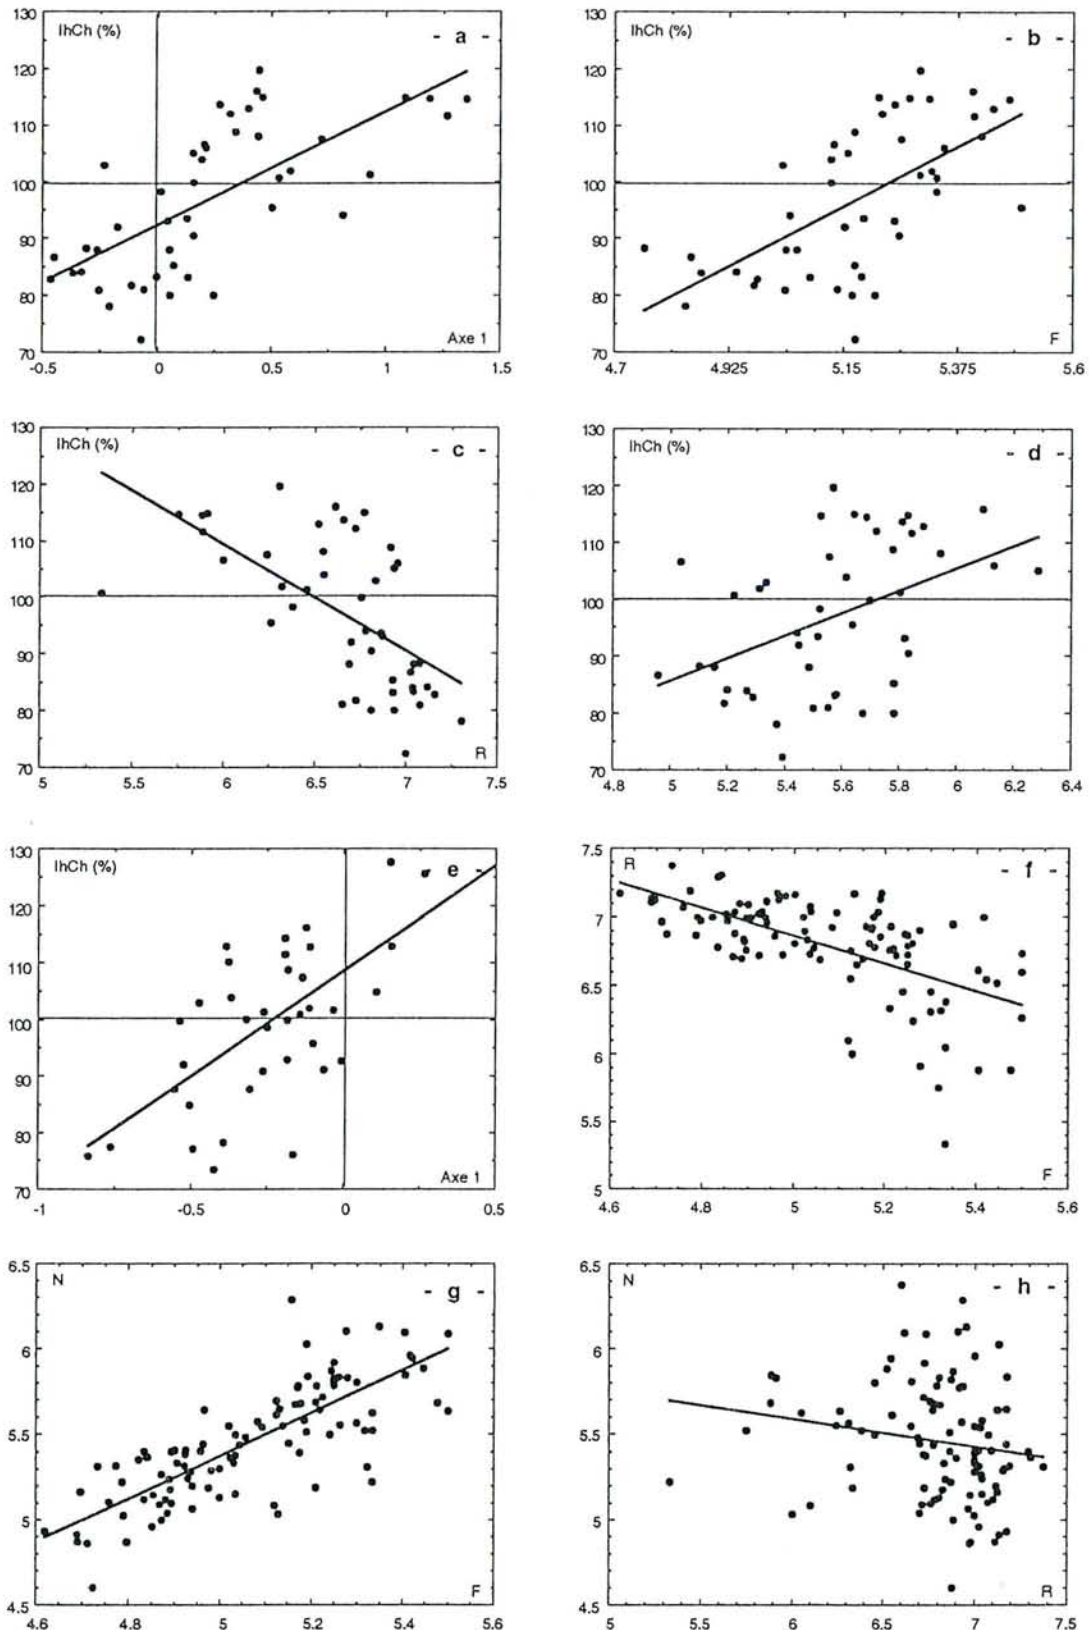 130 IhCh (%) - a -
120
110
100
90
80
70 Axe 1
-0.5 0 0.5 1 1.5
130 IhCh (%) - b -
120
110
100
90
80
70 F
4.7 4.925 5.15 5.375 5.6
130 IhCh (%) - c -
120
110
100
90
80
70 R
5 5.5 6 6.5 7 7.5
130 IhCh (%) - d -
120
110
100
90
80
70
4.8 5 5.2 5.4 5.6 5.8 6 6.2 6.4
130 IhCh (%) - e -
120
110
100
90
80
70 Axe 1
-1 -0.5 0 0.5
7.5 R - f -
7
6.5
6
5.5
5 F
4.6 4.8 5 5.2 5.4 5.6
6.5 N - g -
6
5.5
5
4.5 F
4.6 4.8 5 5.2 5.4 5.6
6.5 N - h -
6
5.5
5
4.5 R
5 5.5 6 6.5 7 7.5